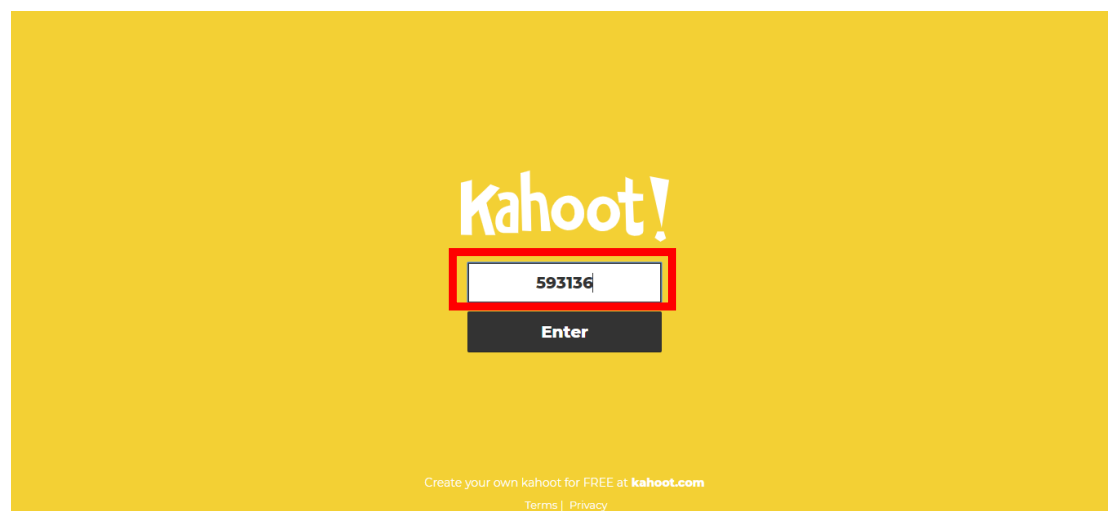 Kahoot!
593136
Enter
Create your own kahoot for FREE at kahoot.com
Terms | Privacy